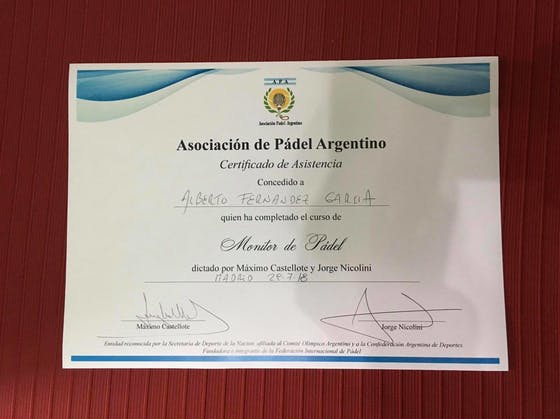 A.P.A
Asociación Pádel Argentino
Asociación de Pádel Argentino
Certificado de Asistencia
Concedido a
ALBERTO FERNANDEZ GARCIA
quien ha completado el curso de
Monitor de Pádel
dictado por Máximo Castellote y Jorge Nicolini
MADRID 29.7.18
Máximo Castellote
Jorge Nicolini
Entidad reconocida por la Secretaría de Deporte de la Nación, afiliada al Comité Olímpico Argentino y a la Confederación Argentina de Deportes.
Fundadora e integrante de la Federación Internacional de Pádel